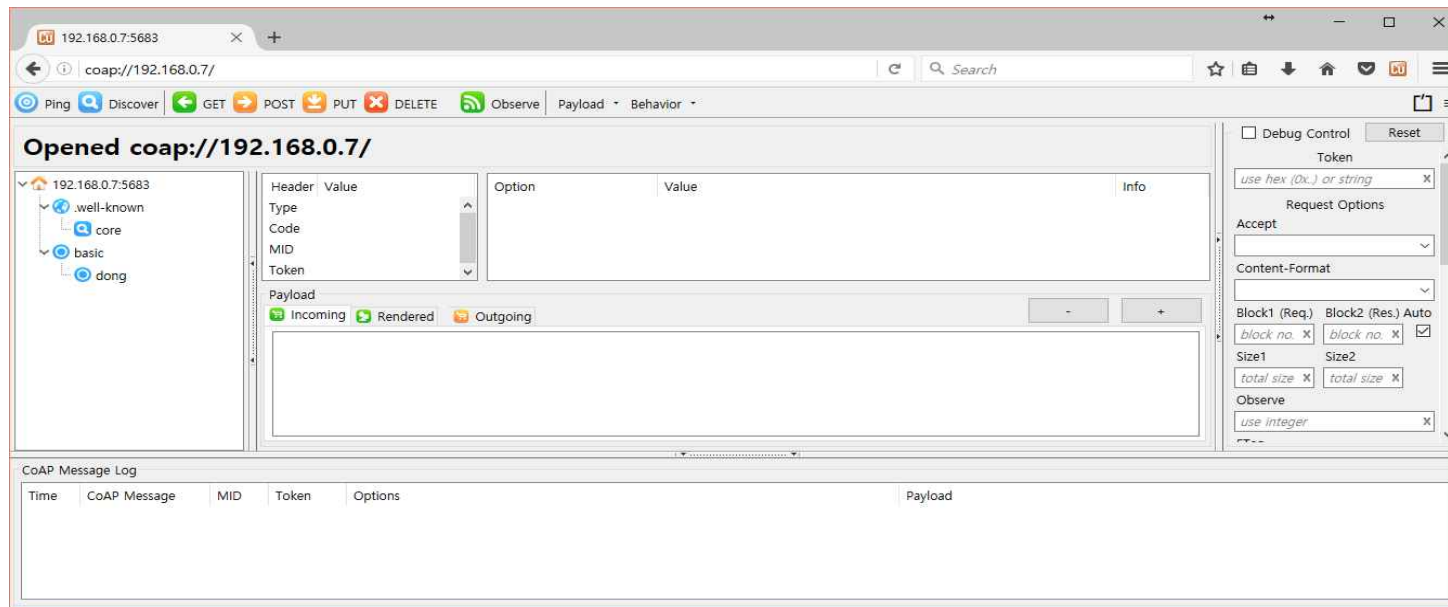 192.168.0.7:5683
coap://192.168.0.7/
Search
Ping Discover GET POST PUT DELETE Observe Payload Behavior
Opened coap://192.168.0.7/
192.168.0.7:5683
.well-known
core
basic
dong
Header Value
Type
Code
MID
Token
Option Value Info
Payload
Incoming Rendered Outgoing
- +
Debug Control Reset
Token
use hex (0x..) or string x
Request Options
Accept
Content-Format
Block1 (Req.) Block2 (Res.) Auto
block no. x block no. x
Size1 Size2
total size x total size x
Observe
use integer x
CoAP Message Log
Time CoAP Message MID Token Options Payload